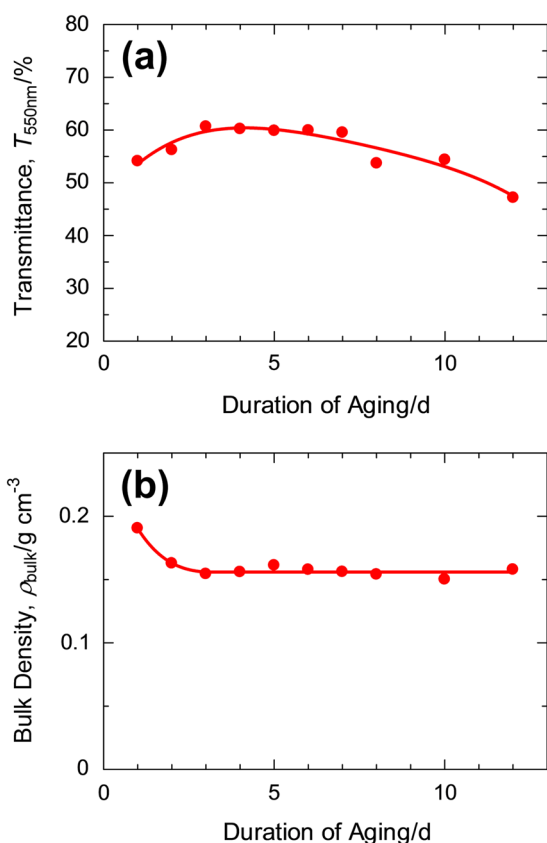 (a)
Transmittance, T550nm/%
80
70
60
50
40
30
20
0
5
10
Duration of Aging/d
(b)
Bulk Density, ρbulk/g cm-3
0.2
0.1
0
0
5
10
Duration of Aging/d